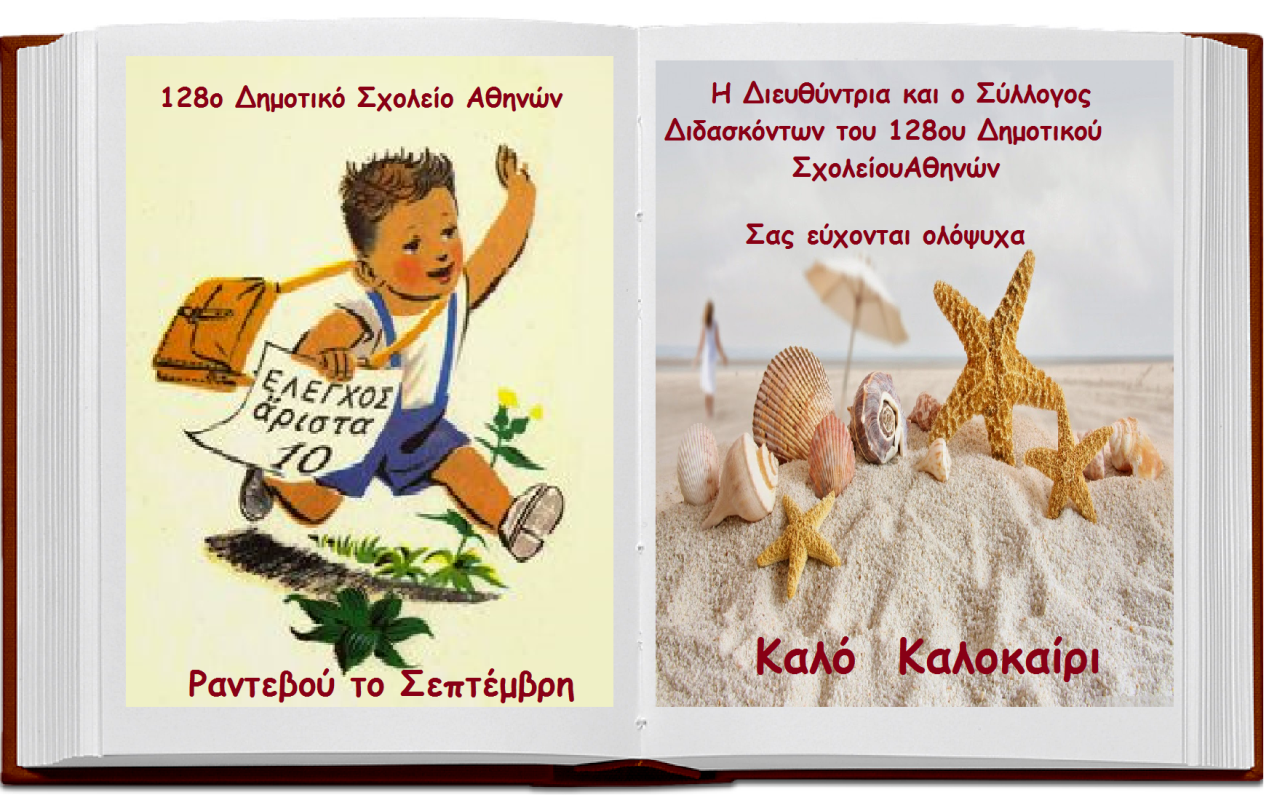 128ο Δημοτικό Σχολείο Αθηνών
ΕΛΕΓΧΟΣ
ἄριστα
10
Ραντεβού το Σεπτέμβρη
Η Διευθύντρια και ο Σύλλογος
Διδασκόντων του 128ου Δημοτικού
ΣχολείουΑθηνών
Σας εύχονται ολόψυχα
Καλό Καλοκαίρι